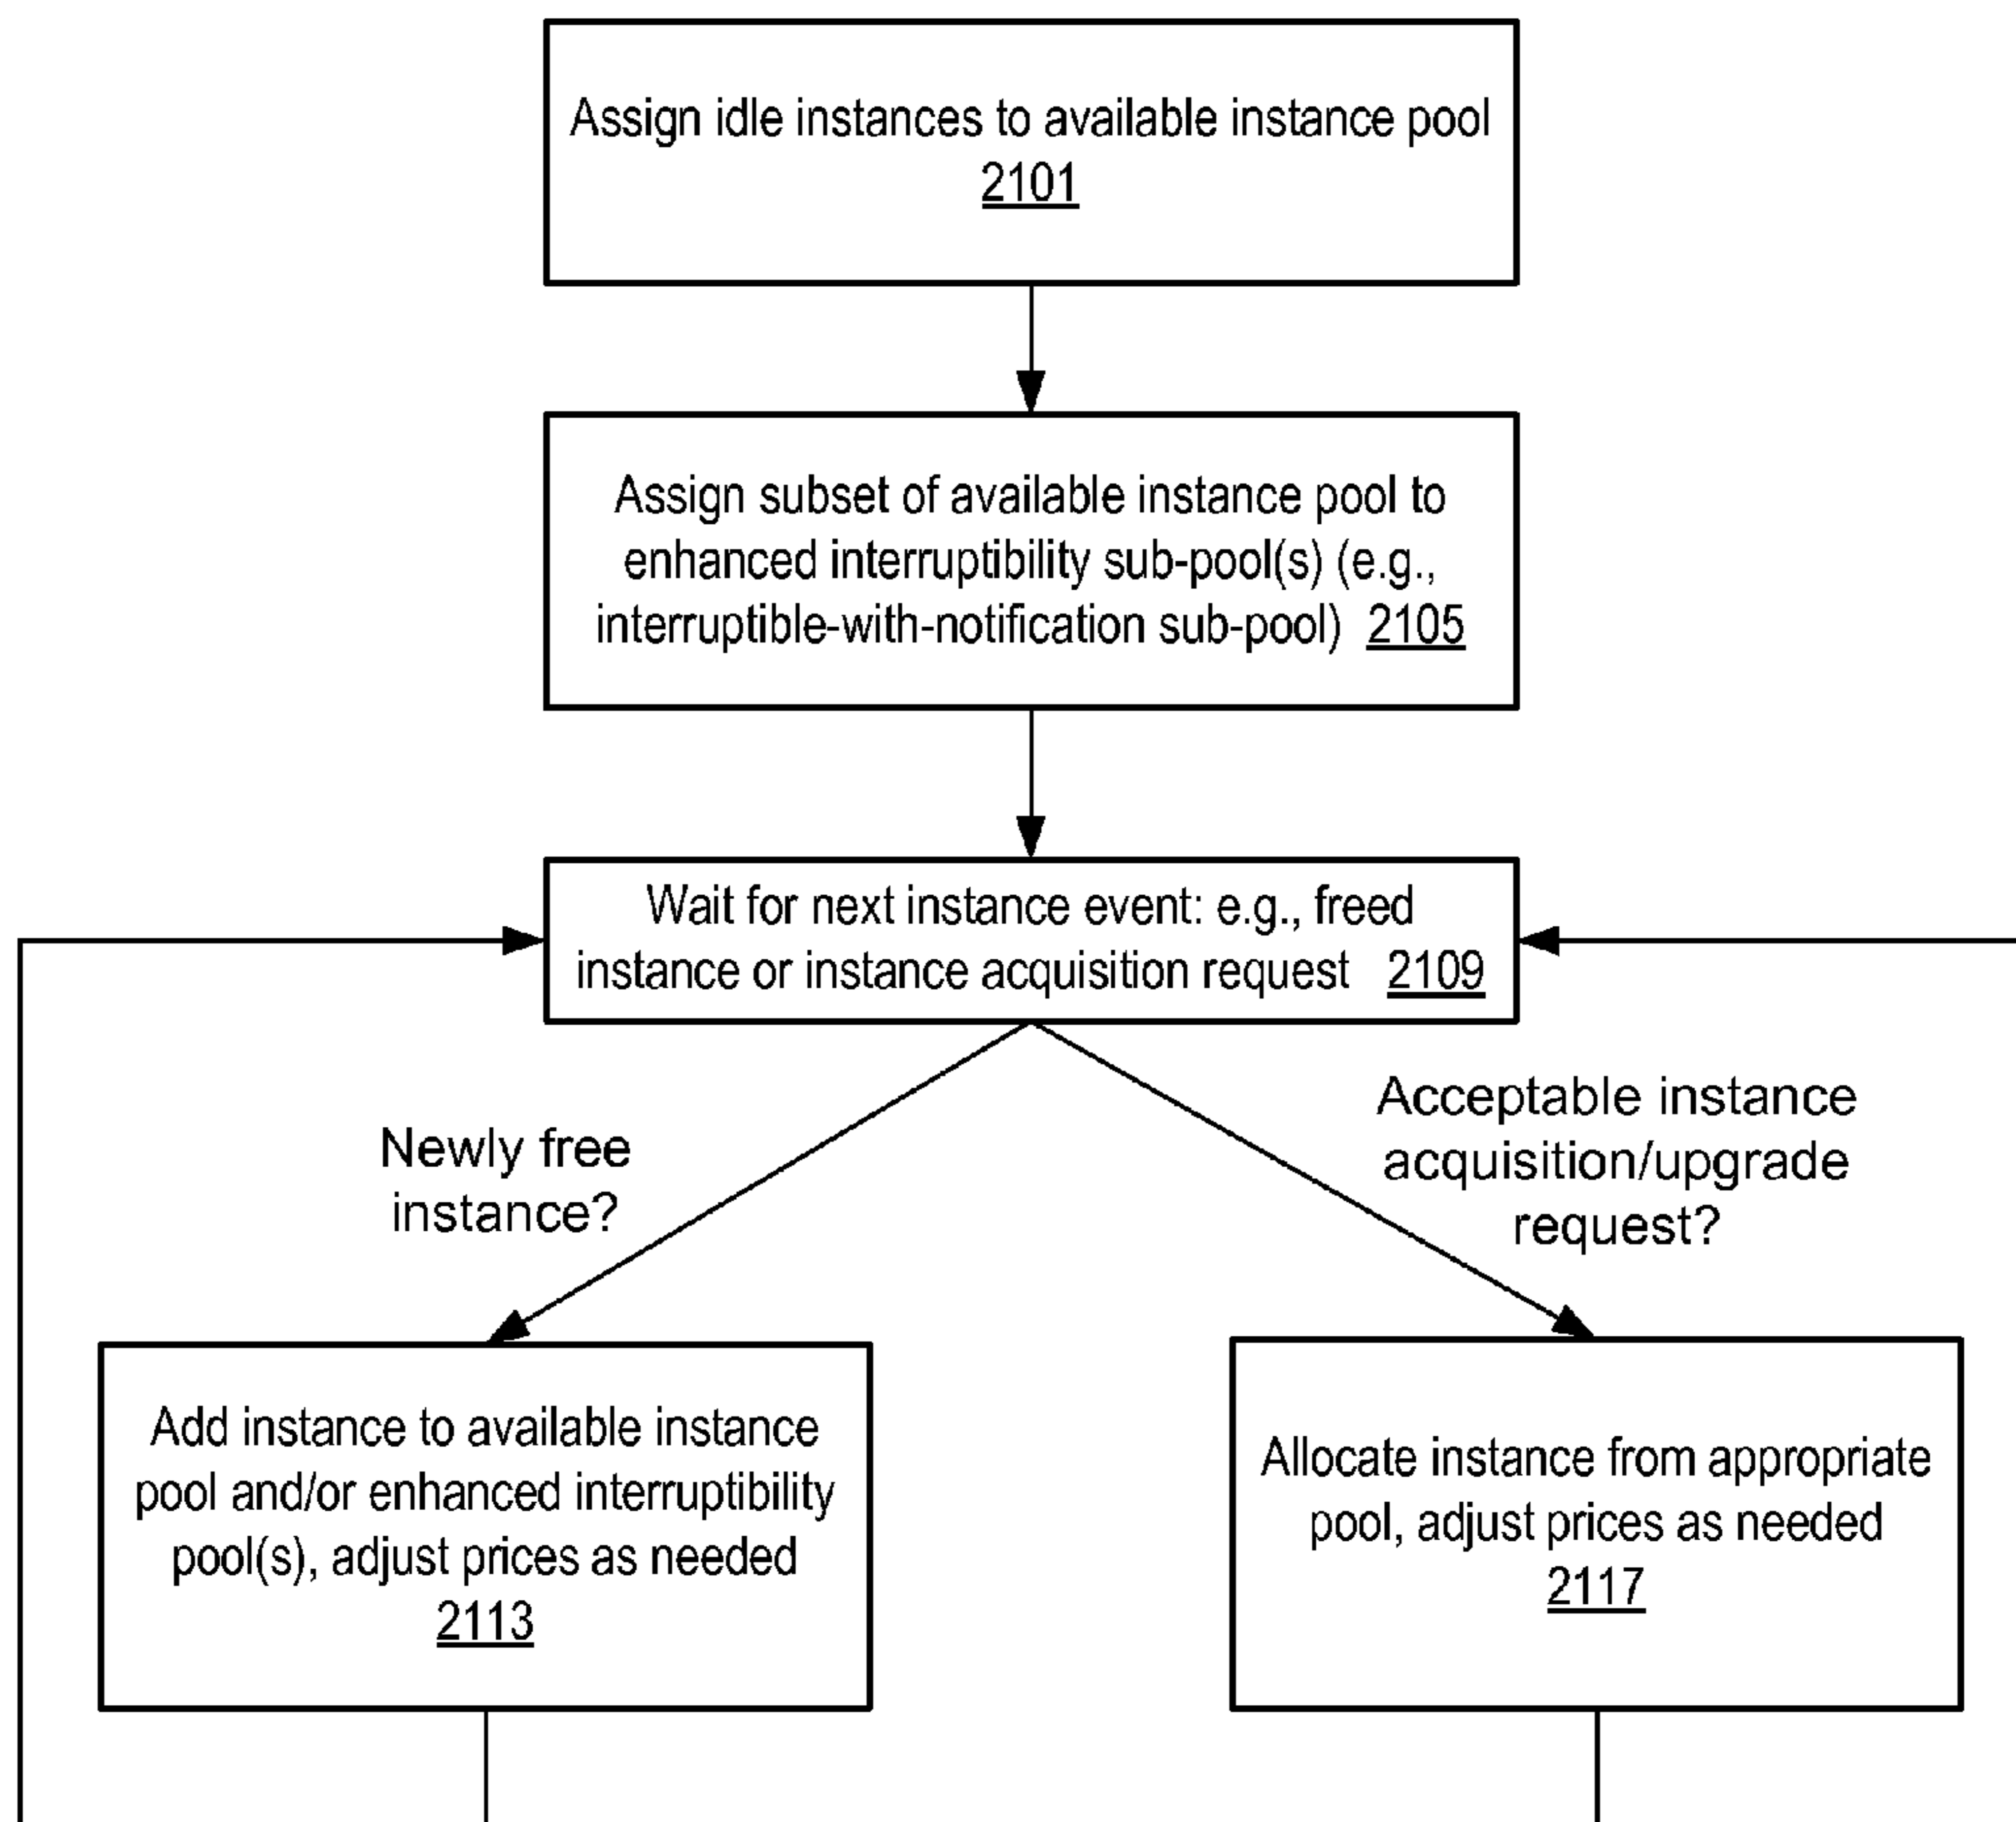 Assign idle instances to available instance pool
2101
Assign subset of available instance pool to
enhanced interruptibility sub-pool(s) (e.g.,
interruptible-with-notification sub-pool) 2105
Wait for next instance event: e.g., freed
instance or instance acquisition request 2109
Newly free
instance?
Acceptable instance
acquisition/upgrade
request?
Add instance to available instance
pool and/or enhanced interruptibility
pool(s), adjust prices as needed
2113
Allocate instance from appropriate
pool, adjust prices as needed
2117